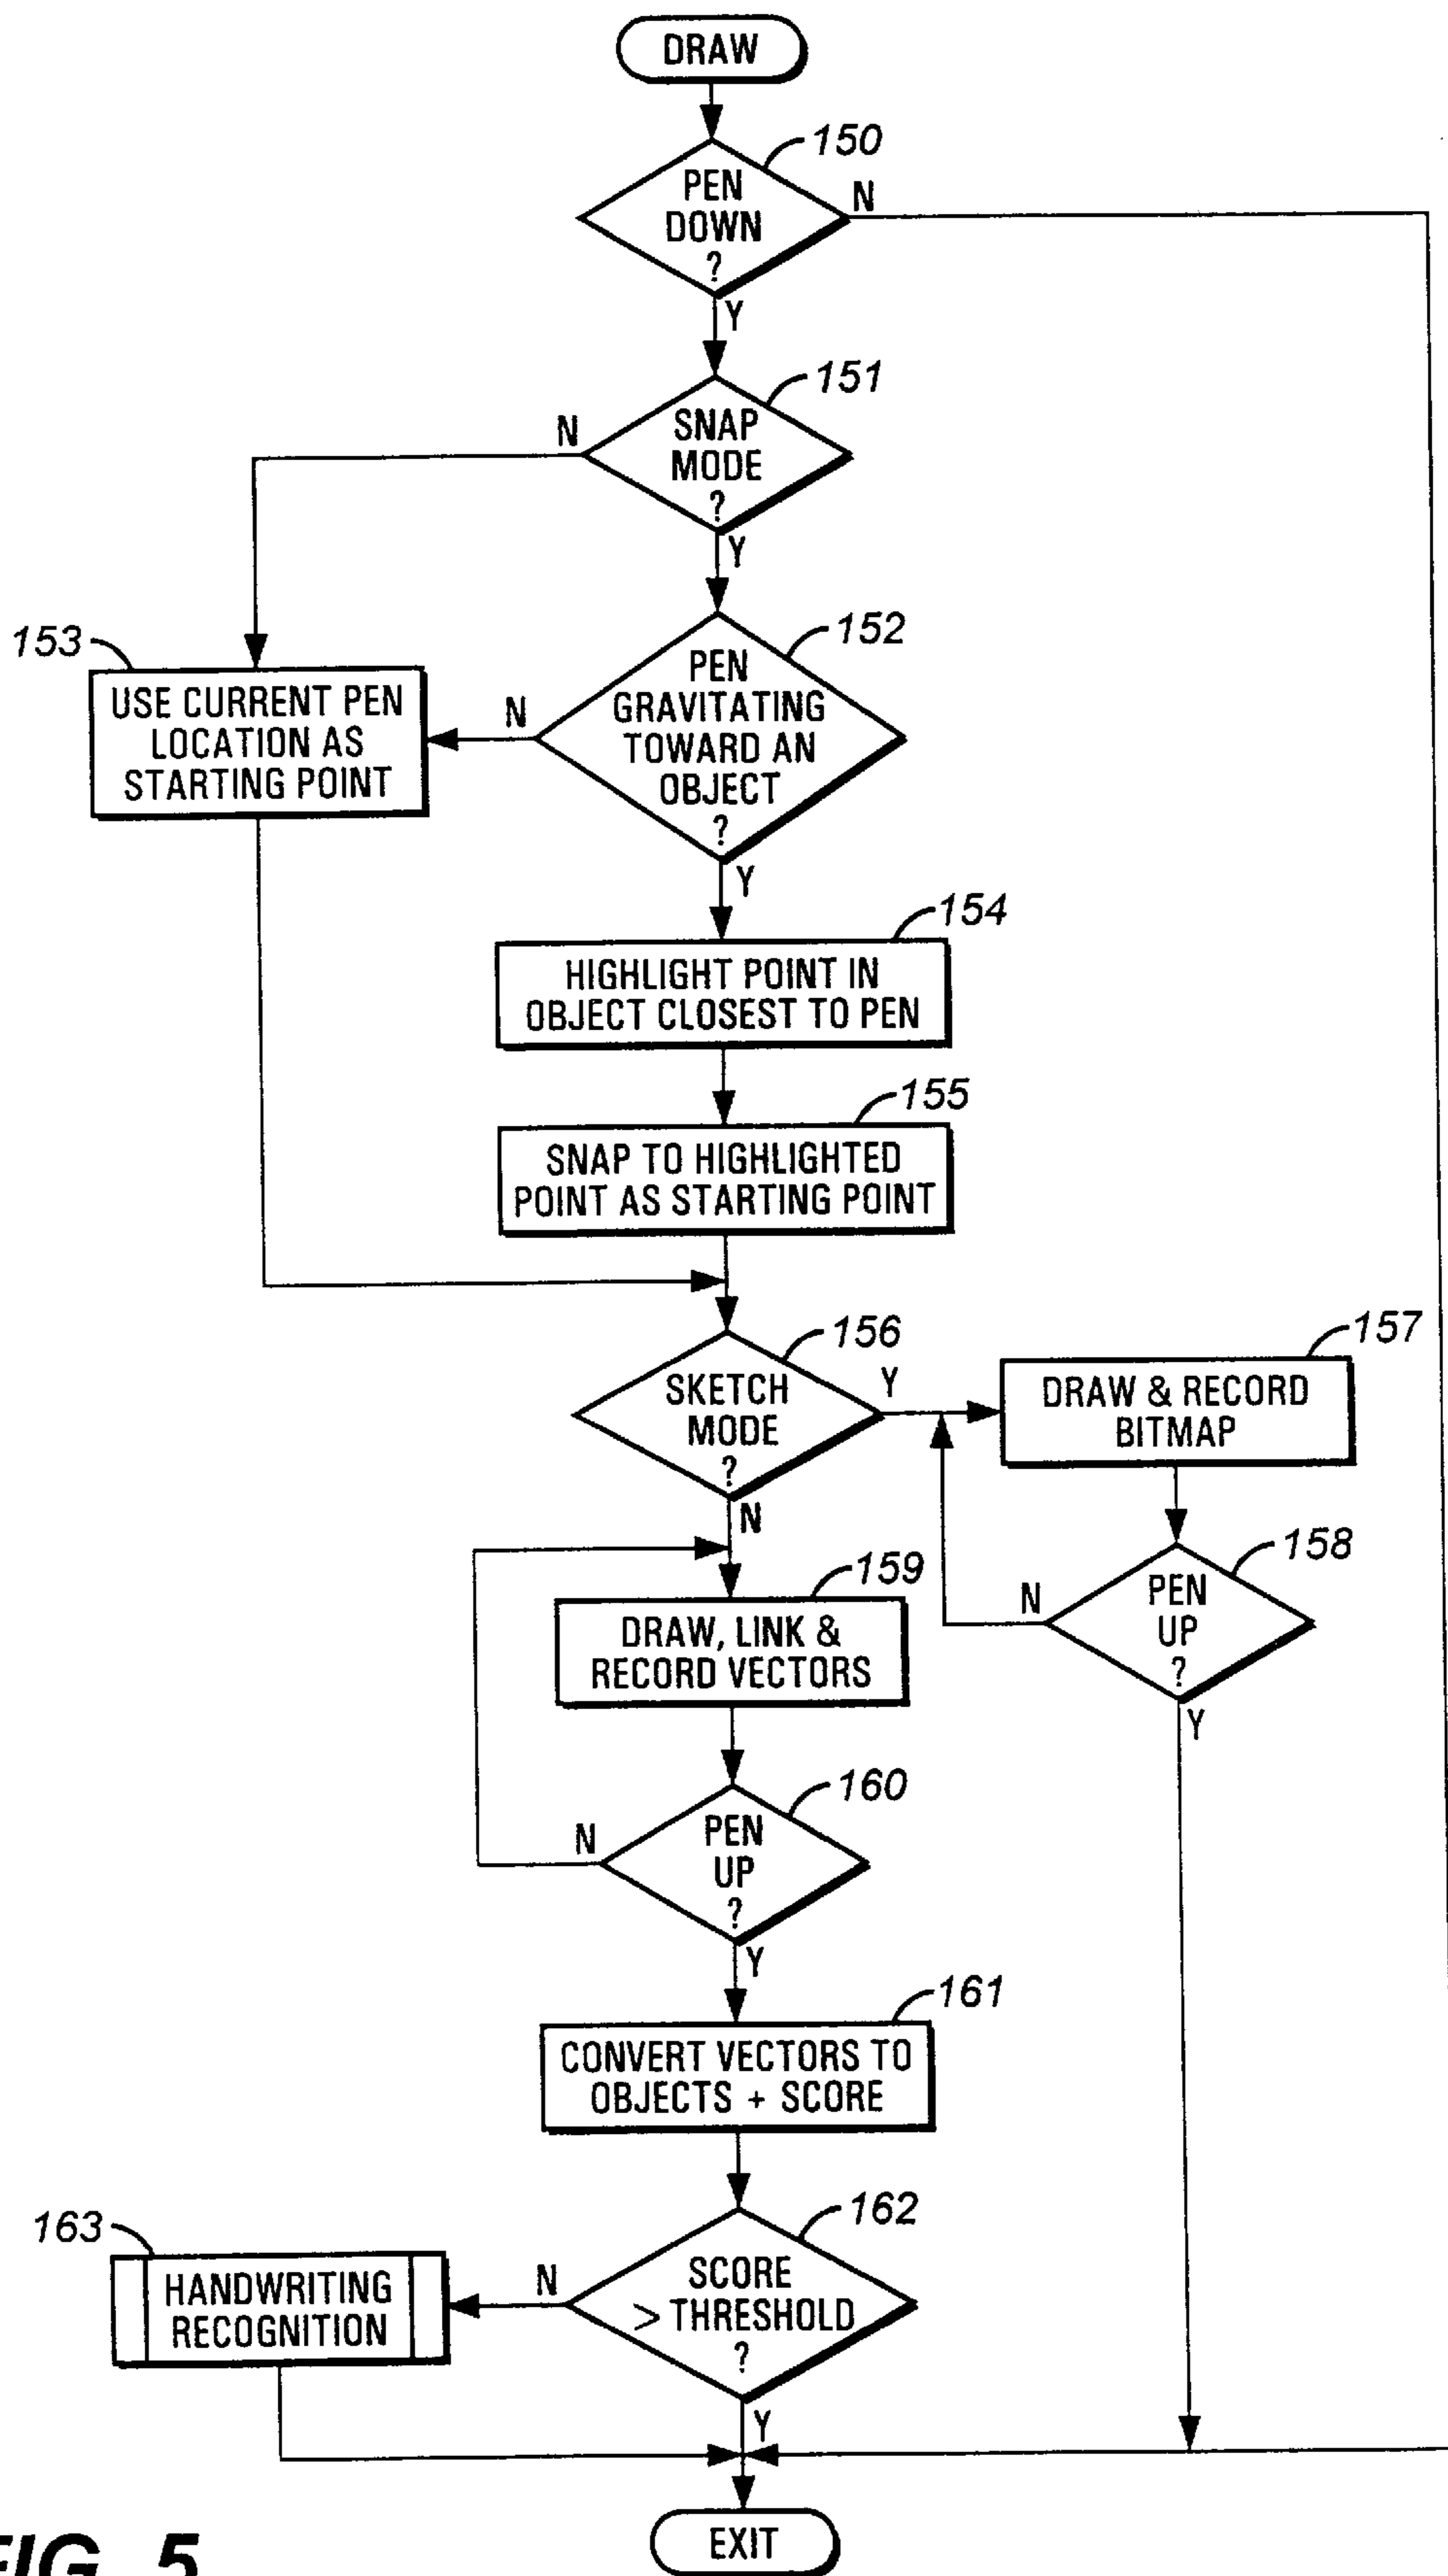 DRAW
150
PEN
DOWN
?
N
Y
151
SNAP
MODE
?
N
Y
152
PEN
GRAVITATING
TOWARD AN
OBJECT
?
N
Y
153
USE CURRENT PEN
LOCATION AS
STARTING POINT
154
HIGHLIGHT POINT IN
OBJECT CLOSEST TO PEN
155
SNAP TO HIGHLIGHTED
POINT AS STARTING POINT
156
SKETCH
MODE
?
Y
N
157
DRAW & RECORD
BITMAP
158
PEN
UP
?
N
Y
159
DRAW, LINK &
RECORD VECTORS
160
PEN
UP
?
N
Y
161
CONVERT VECTORS TO
OBJECTS + SCORE
162
SCORE
> THRESHOLD
?
N
Y
163
HANDWRITING
RECOGNITION
EXIT
FIG. 5